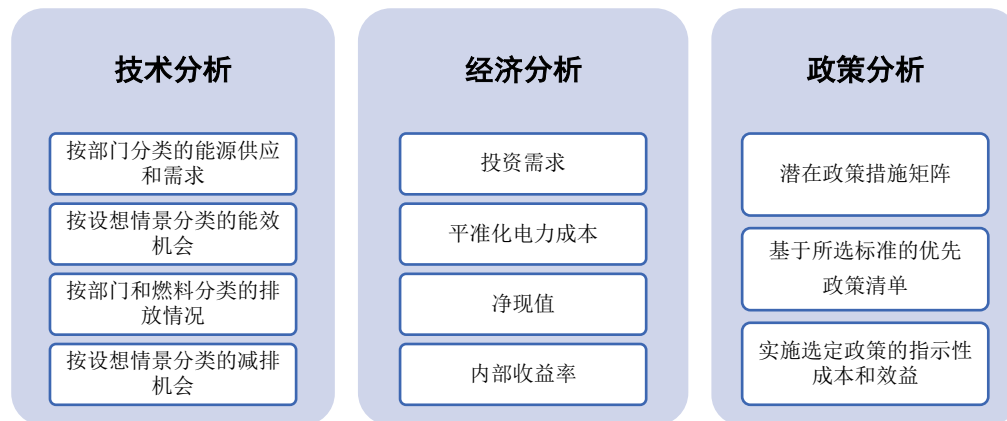 技术分析
按部门分类的能源供应
和需求
按设想情景分类的能效
机会
按部门和燃料分类的排
放情况
按设想情景分类的减排
机会
经济分析
投资需求
平准化电力成本
净现值
内部收益率
政策分析
潜在政策措施矩阵
基于所选标准的优先
政策清单
实施选定政策的指示性
成本和效益